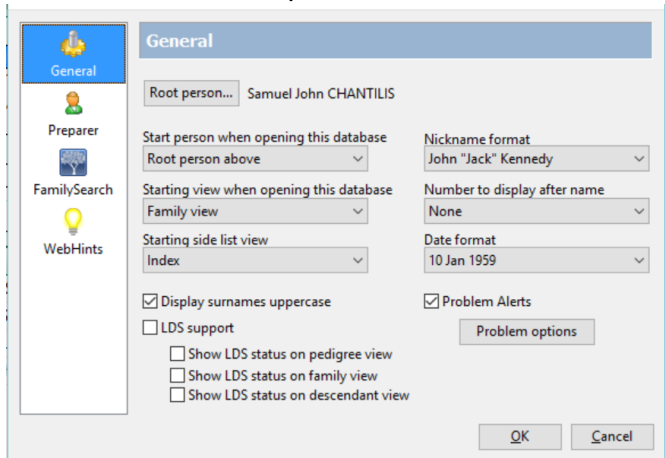 General
General
Preparer
FamilySearch
WebHints
Root person... Samuel John CHANTILIS
Start person when opening this database
Root person above
Starting view when opening this database
Family view
Starting side list view
Index
Nickname format
John "Jack" Kennedy
Number to display after name
None
Date format
10 Jan 1959
Display surnames uppercase
LDS support
Show LDS status on pedigree view
Show LDS status on family view
Show LDS status on descendant view
Problem Alerts
Problem options
OK Cancel